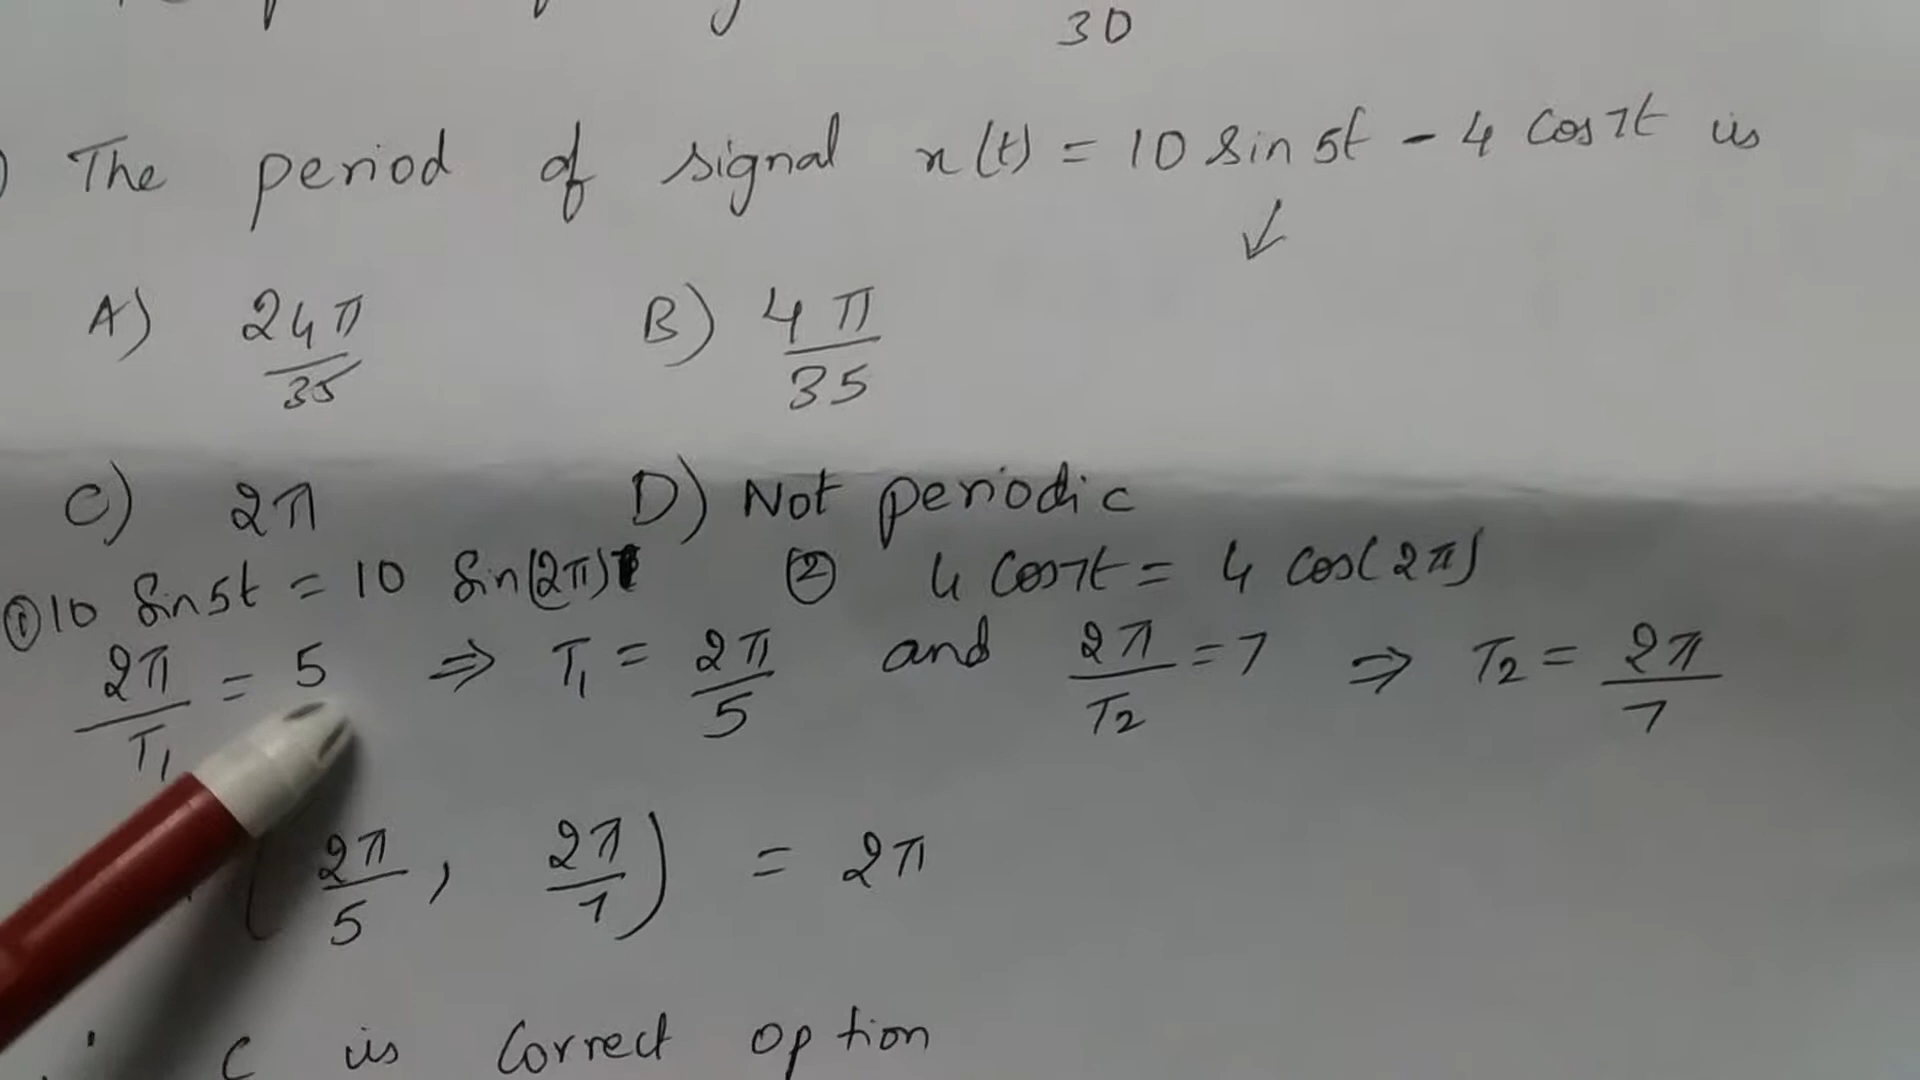 30
The period of signal x(t) = 10 sin 5t - 4 cos 7t is
A) 24π/35 B) 4π/35
C) 2π D) Not periodic
① 10 sin 5t = 10 sin(2π) ② 4 cos 7t = 4 cos(2π)
2π/T₁ = 5 ⇒ T₁ = 2π/5 and 2π/T₂ = 7 ⇒ T₂ = 2π/7
(2π/5, 2π/7) = 2π
C is correct option